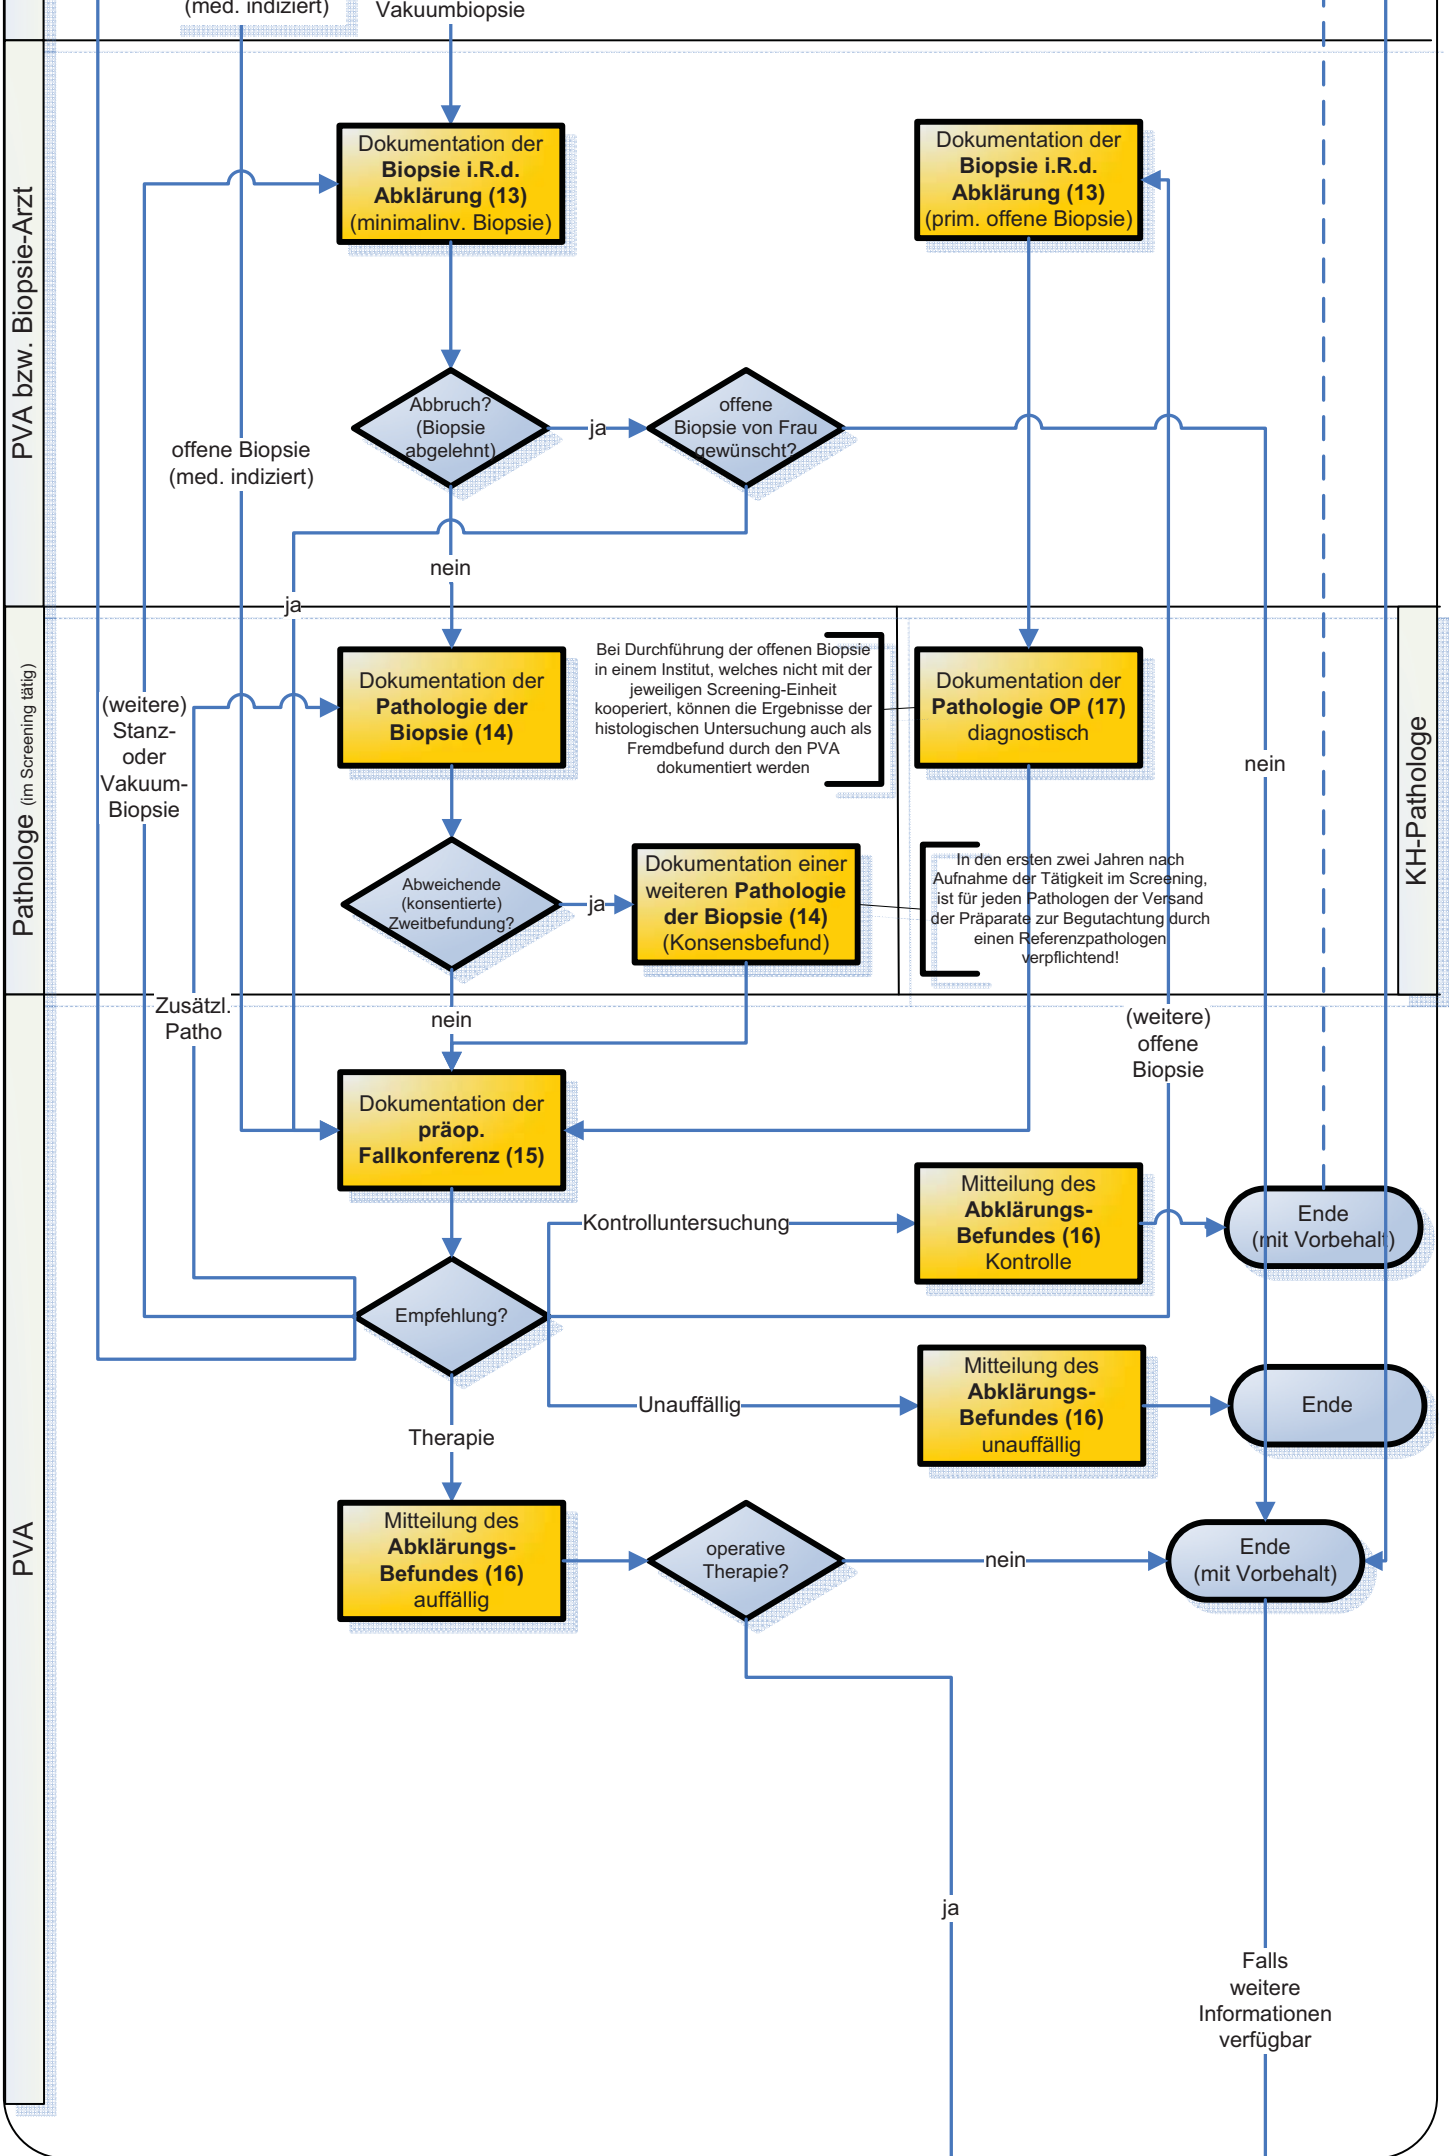 (med. indiziert)
Vakuumbiopsie
PVA bzw. Biopsie-Arzt
Dokumentation der
Biopsie i.R.d.
Abklärung (13)
(minimalinv. Biopsie)
Dokumentation der
Biopsie i.R.d.
Abklärung (13)
(prim. offene Biopsie)
Abbruch?
(Biopsie
abgelehnt)
ja
offene
Biopsie von Frau
gewünscht?
offene Biopsie
(med. indiziert)
nein
ja
Pathologe (im Screening tätig)
KH-Pathologe
Dokumentation der
Pathologie der
Biopsie (14)
Bei Durchführung der offenen Biopsie
in einem Institut, welches nicht mit der
jeweiligen Screening-Einheit
kooperiert, können die Ergebnisse der
histologischen Untersuchung auch als
Fremdbefund durch den PVA
dokumentiert werden
Dokumentation der
Pathologie OP (17)
diagnostisch
(weitere)
Stanz-
oder
Vakuum-
Biopsie
nein
Abweichende
(konsentierte)
Zweitbefundung?
ja
Dokumentation einer
weiteren Pathologie
der Biopsie (14)
(Konsensbefund)
In den ersten zwei Jahren nach
Aufnahme der Tätigkeit im Screening,
ist für jeden Pathologen der Versand
der Präparate zur Begutachtung durch
einen Referenzpathologen
verpflichtend!
Zusätzl.
Patho
nein
(weitere)
offene
Biopsie
PVA
Dokumentation der
präop.
Fallkonferenz (15)
Kontrolluntersuchung
Mitteilung des
Abklärungs-
Befundes (16)
Kontrolle
Ende
(mit Vorbehalt)
Empfehlung?
Unauffällig
Mitteilung des
Abklärungs-
Befundes (16)
unauffällig
Ende
Therapie
Mitteilung des
Abklärungs-
Befundes (16)
auffällig
operative
Therapie?
nein
Ende
(mit Vorbehalt)
ja
Falls
weitere
Informationen
verfügbar